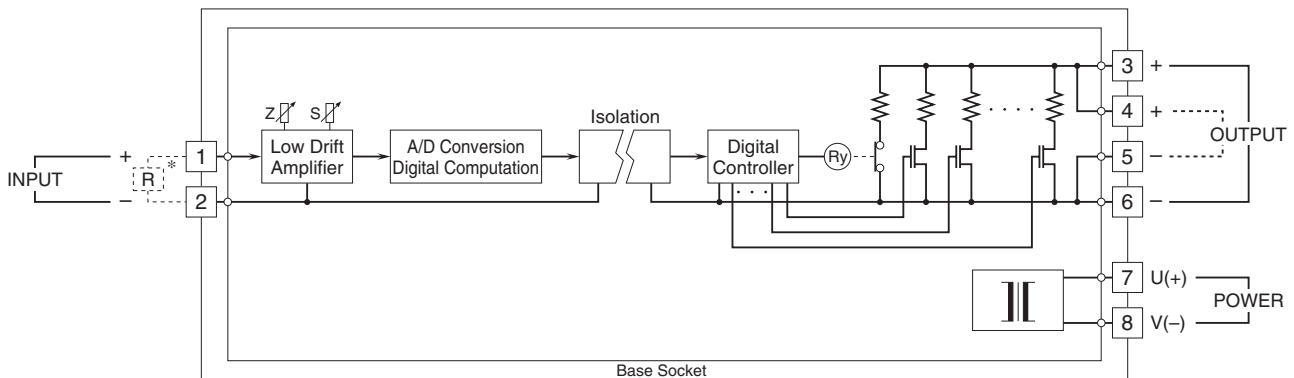 INPUT
+
–
R
*
1
2
Z
S
Low Drift
Amplifier
A/D Conversion
Digital Computation
Isolation
Digital
Controller
Ry
3 +
4 +
5 –
6 –
OUTPUT
7 U(+)
8 V(–)
POWER
Base Socket